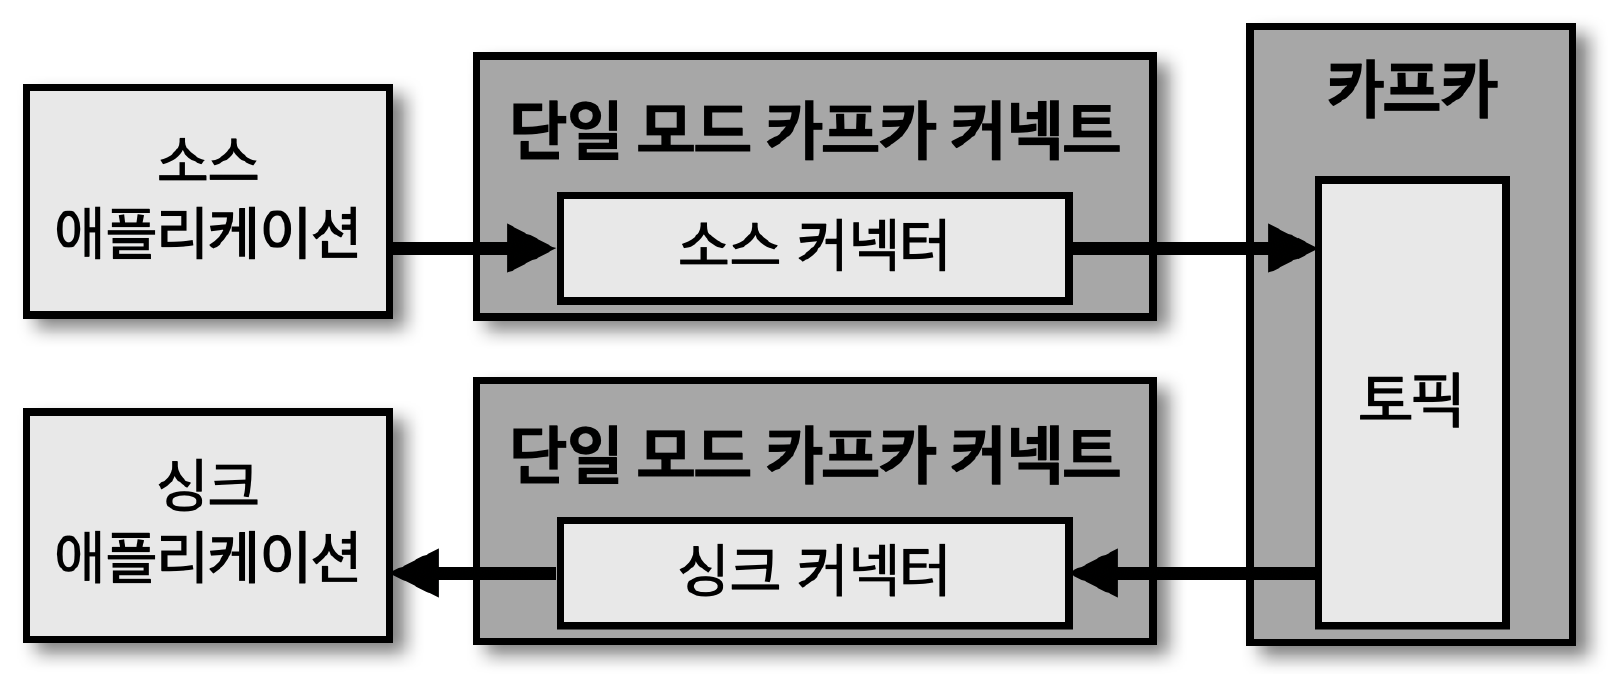 소스
애플리케이션
단일 모드 카프카 커넥트
소스 커넥터
카프카
토픽
싱크
애플리케이션
단일 모드 카프카 커넥트
싱크 커넥터